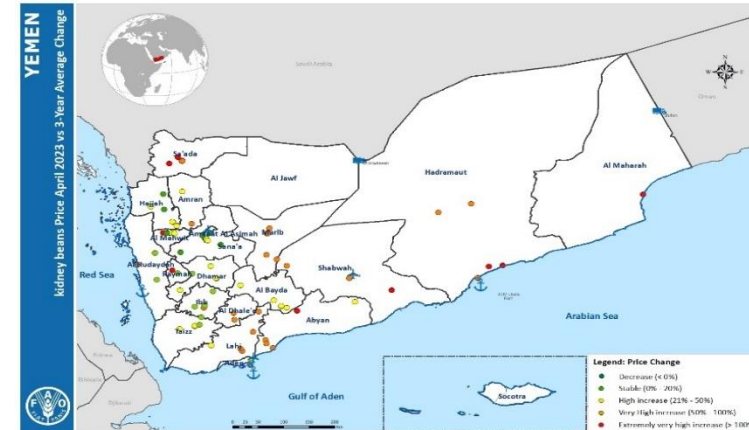 YEMEN
kidney beans Price April 2023 vs 3-Year Average Change
Saudi Arabia
Oman
Sa'ada
Al Jawf
Hadramaut
Al Maharah
Hajjah
Amran
Al Mahwit
Amanat Al Asimah
Marib
Sana'a
Al Hudaydah
Raymah
Dhamar
Shabwah
Al Bayda
Ibb
Al Dhale'e
Abyan
Taizz
Lahj
Aden
Red Sea
Arabian Sea
Gulf of Aden
Socotra
Djibouti
Legend: Price Change
Decrease (< 0%)
Stable (0% - 20%)
High increase (21% - 50%)
Very High increase (50% - 100%)
Extremely very high increase (> 100%
F A O